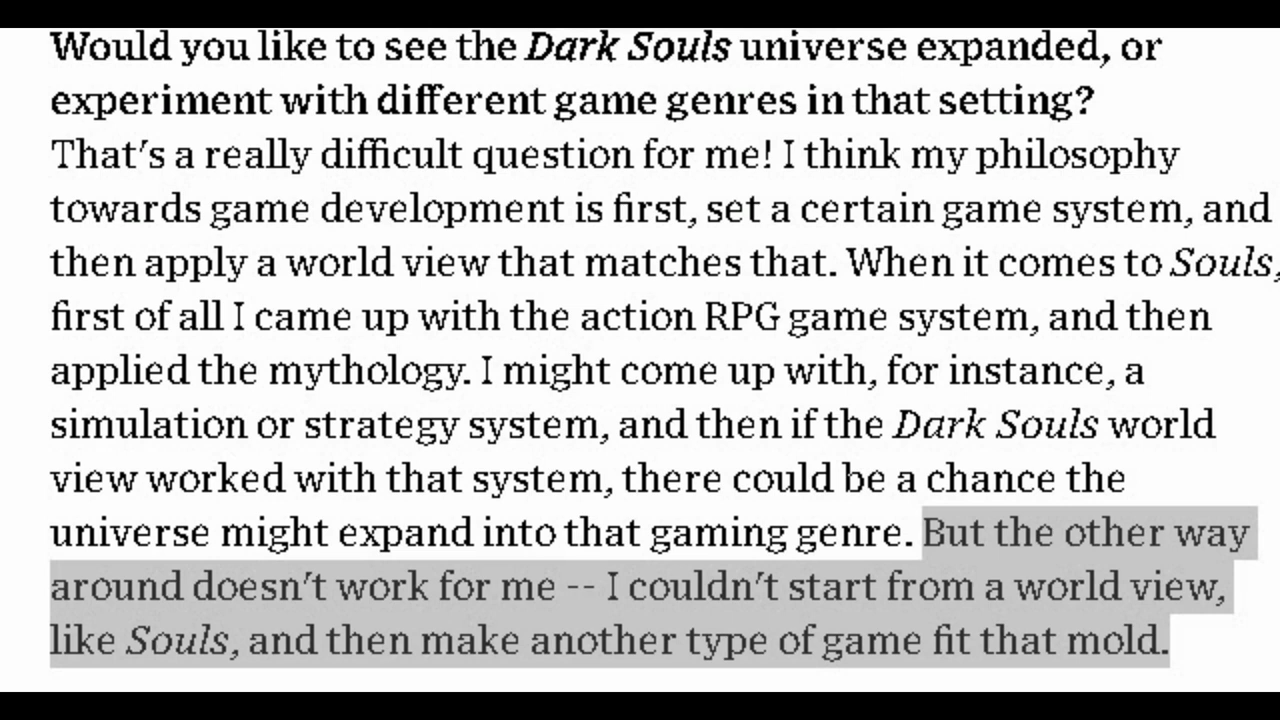 Would you like to see the Dark Souls universe expanded, or
experiment with different game genres in that setting?
That's a really difficult question for me! I think my philosophy
towards game development is first, set a certain game system, and
then apply a world view that matches that. When it comes to Souls,
first of all I came up with the action RPG game system, and then
applied the mythology. I might come up with, for instance, a
simulation or strategy system, and then if the Dark Souls world
view worked with that system, there could be a chance the
universe might expand into that gaming genre. But the other way
around doesn't work for me -- I couldn't start from a world view,
like Souls, and then make another type of game fit that mold.